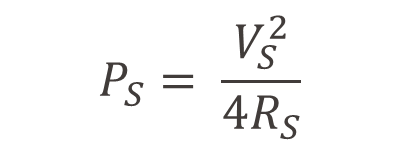 P_S = V_S^2 / 4R_S